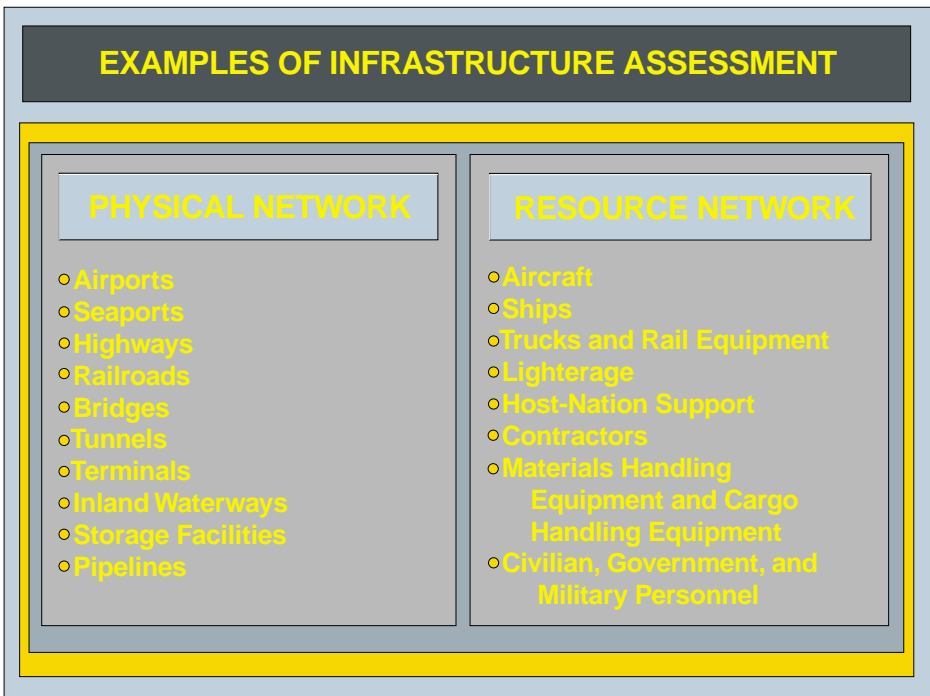 EXAMPLES OF INFRASTRUCTURE ASSESSMENT
PHYSICAL NETWORK
Airports
Seaports
Highways
Railroads
Bridges
Tunnels
Terminals
Inland Waterways
Storage Facilities
Pipelines
RESOURCE NETWORK
Aircraft
Ships
Trucks and Rail Equipment
Lighterage
Host-Nation Support
Contractors
Materials Handling
Equipment and Cargo
Handling Equipment
Civilian, Government, and
Military Personnel